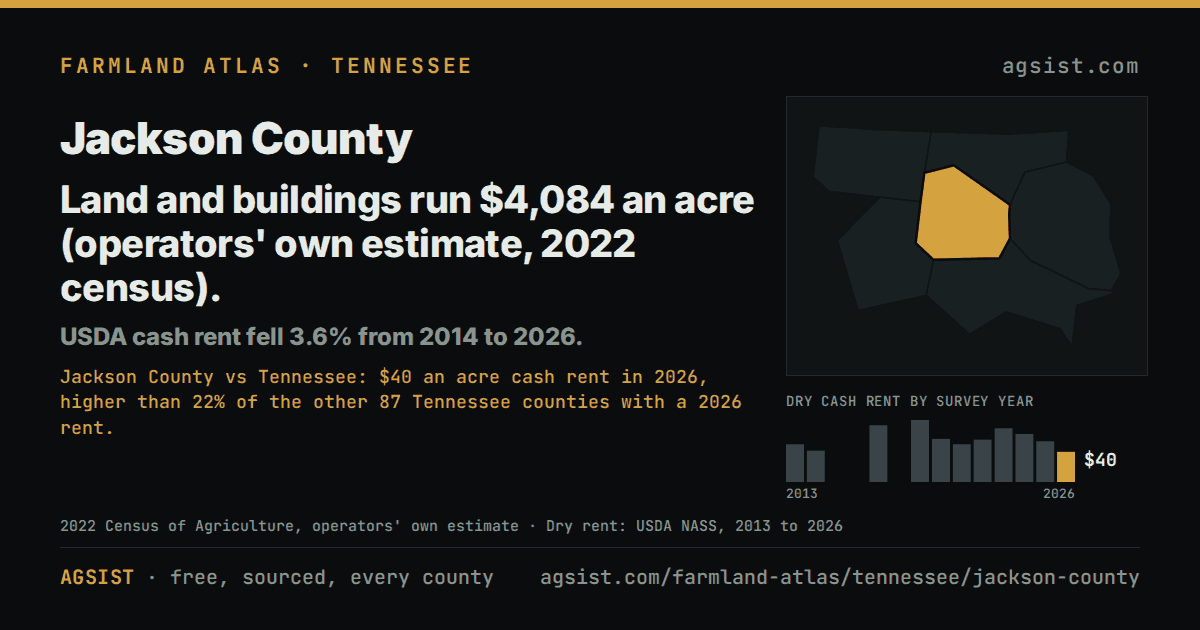 FARMLAND ATLAS · TENNESSEE
agsist.com
Jackson County
Land and buildings run $4,084 an acre
(operators' own estimate, 2022
census).
USDA cash rent fell 3.6% from 2014 to 2026.
Jackson County vs Tennessee: $40 an acre cash rent in 2026,
higher than 22% of the other 87 Tennessee counties with a 2026
rent.
DRY CASH RENT BY SURVEY YEAR
$40
2013 2026
2022 Census of Agriculture, operators' own estimate · Dry rent: USDA NASS, 2013 to 2026
AGSIST · free, sourced, every county
agsist.com/farmland-atlas/tennessee/jackson-county